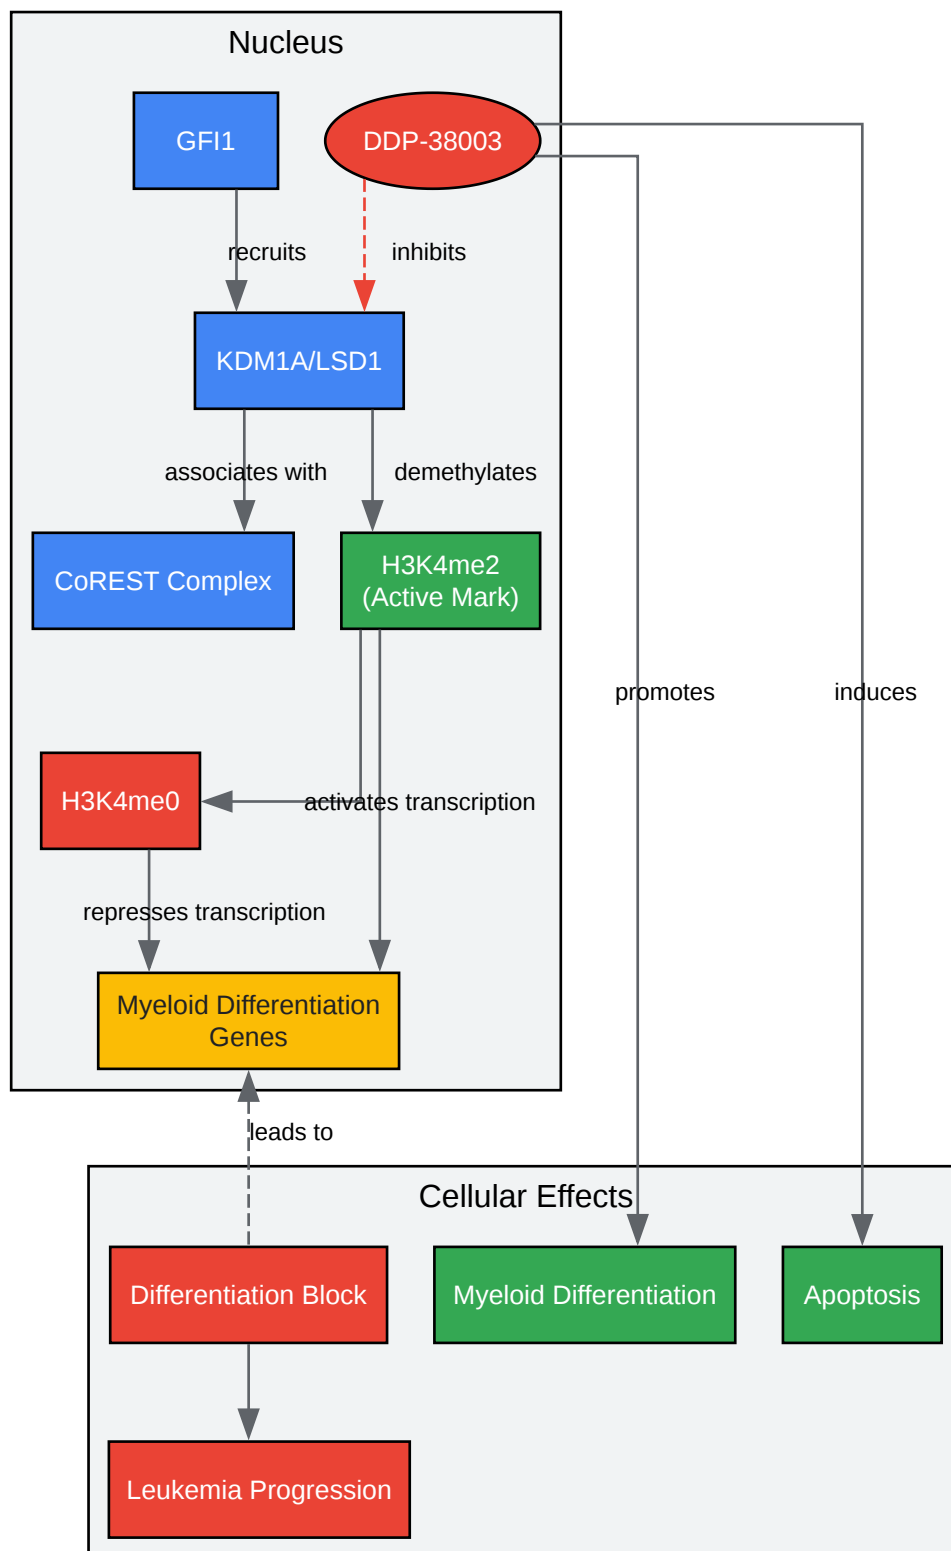 Nucleus
GFI1
DDP-38003
recruits
inhibits
KDM1A/LSD1
associates with
demethylates
CoREST Complex
H3K4me2
(Active Mark)
promotes
induces
H3K4me0
activates transcription
represses transcription
Myeloid Differentiation
Genes
leads to
Cellular Effects
Differentiation Block
Myeloid Differentiation
Apoptosis
Leukemia Progression